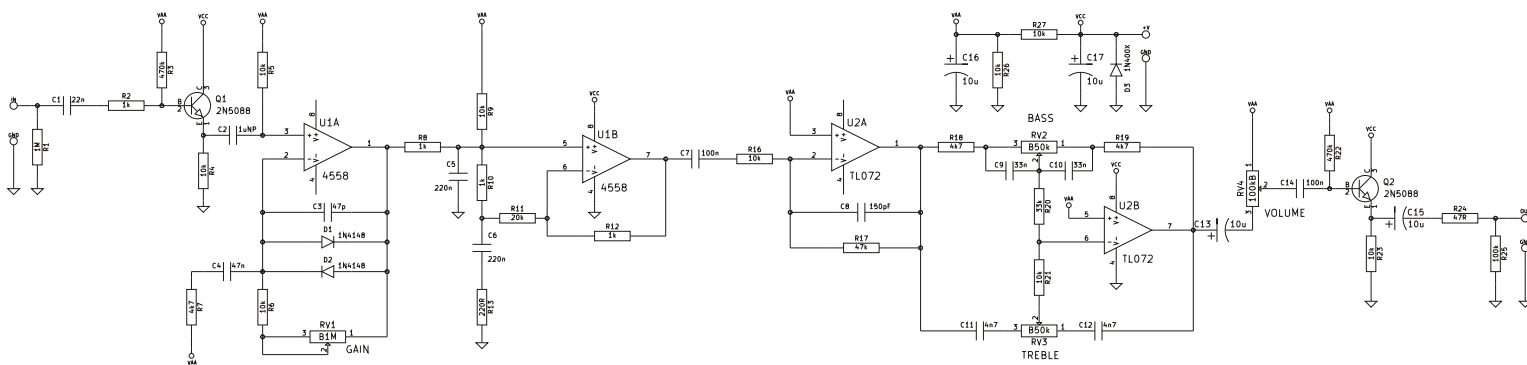 VAA
VCC
VAA
470k
R3
10k
R5
IN
C1
22n
R2
1k
B
2
C
3
E
1
Q1
2N5088
C2
1uNP
GND
1M
R1
10k
R4
U1A
8
3
2
1
4
V+
V-
4558
C3
47p
D1
1N4148
D2
1N4148
C4
47n
4k7
R7
VAA
10k
R6
RV1
3
B1M
1
2
GAIN
VAA
10k
R9
R8
1k
C5
220n
1k
R10
R11
20k
C6
220n
220R
R13
VCC
8
U1B
5
6
7
4
V+
V-
4558
R12
1k
C7
100n
R16
10k
VAA
8
U2A
3
2
1
4
V+
V-
TL072
C8
150pF
R17
47k
VAA
R27
10k
VCC
+V
GND
C16
10u
10k
R26
C17
10u
1N400X
D3
BASS
RV2
R18
4k7
3
B50k
1
2
R19
4k7
C9
33n
C10
33n
33k
R20
VCC
8
U2B
VAA
5
6
7
4
V+
V-
TL072
10k
R21
C11
4n7
3
2
B50k
1
C12
4n7
RV3
TREBLE
C13
10u
VAA
1
RV4
100kB
2
3
VOLUME
C14
100n
VAA
470k
R22
VCC
B
2
C
3
E
1
Q2
2N5088
C15
10u
10k
R23
R24
47R
100k
R25